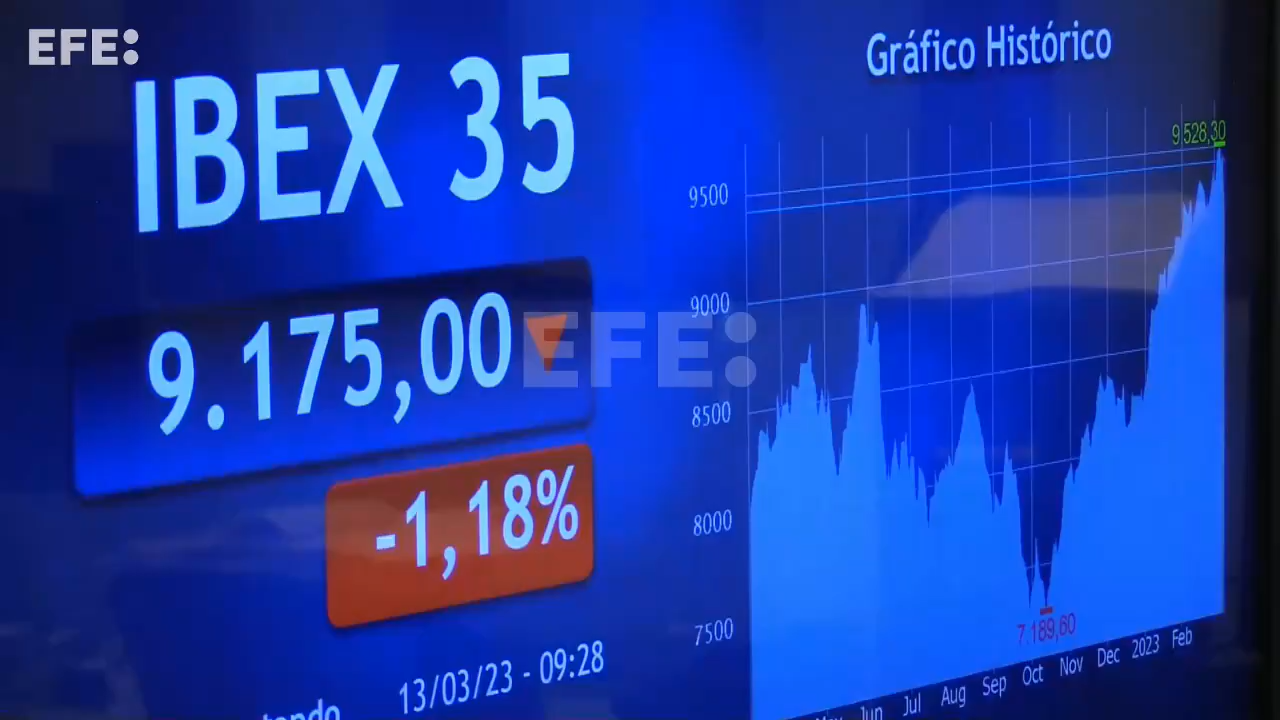 EFE:
IBEX 35
9.175,00
EFE:
-1,18%
13/03/23 - 09:28
Gráfico Histórico
9.528,30
9500
9000
8500
8000
7500
7.189,60
Jun Jul Aug Sep Oct Nov Dec 2023 Feb